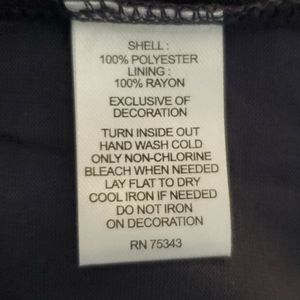 SHELL :
100% POLYESTER
LINING :
100% RAYON
EXCLUSIVE OF
DECORATION
TURN INSIDE OUT
HAND WASH COLD
ONLY NON-CHLORINE
BLEACH WHEN NEEDED
LAY FLAT TO DRY
COOL IRON IF NEEDED
DO NOT IRON
ON DECORATION
RN 75343